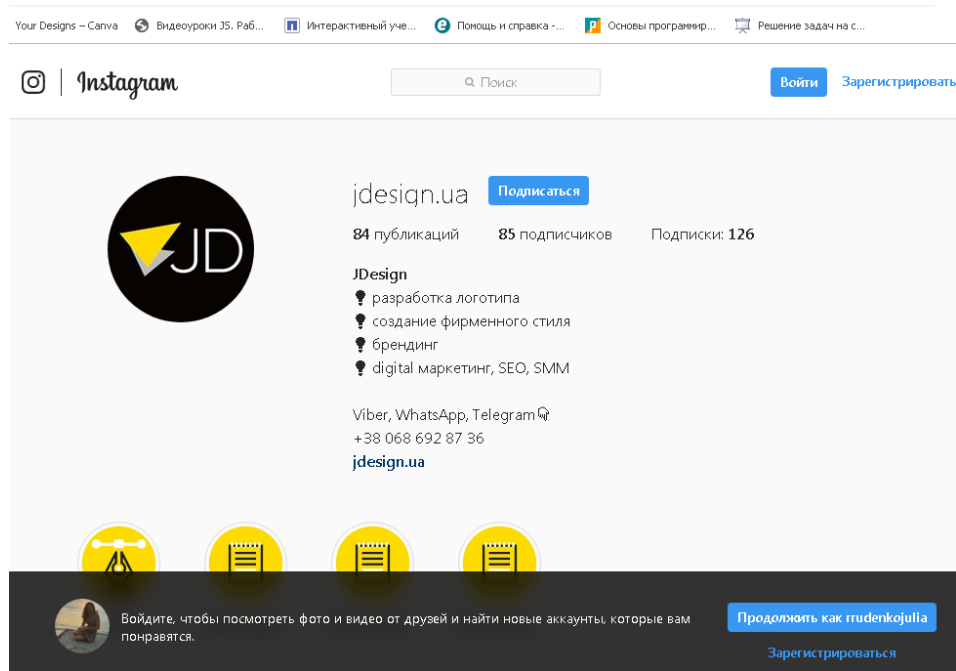 Your Designs – Canva Видеоуроки JS. Раб... Интерактивный уче... Помощь и справка -... Основы программир... Решение задач на с...
Instagram Поиск Войти Зарегистрировать
jdesign.ua Подписаться
84 публикаций 85 подписчиков Подписки: 126
JDesign
разработка логотипа
создание фирменного стиля
брендинг
digital маркетинг, SEO, SMM
Viber, WhatsApp, Telegram
+38 068 692 87 36
jdesign.ua
JD
Войдите, чтобы посмотреть фото и видео от друзей и найти новые аккаунты, которые вам
понравятся.
Продолжить как rrudenkojulia
Зарегистрироваться